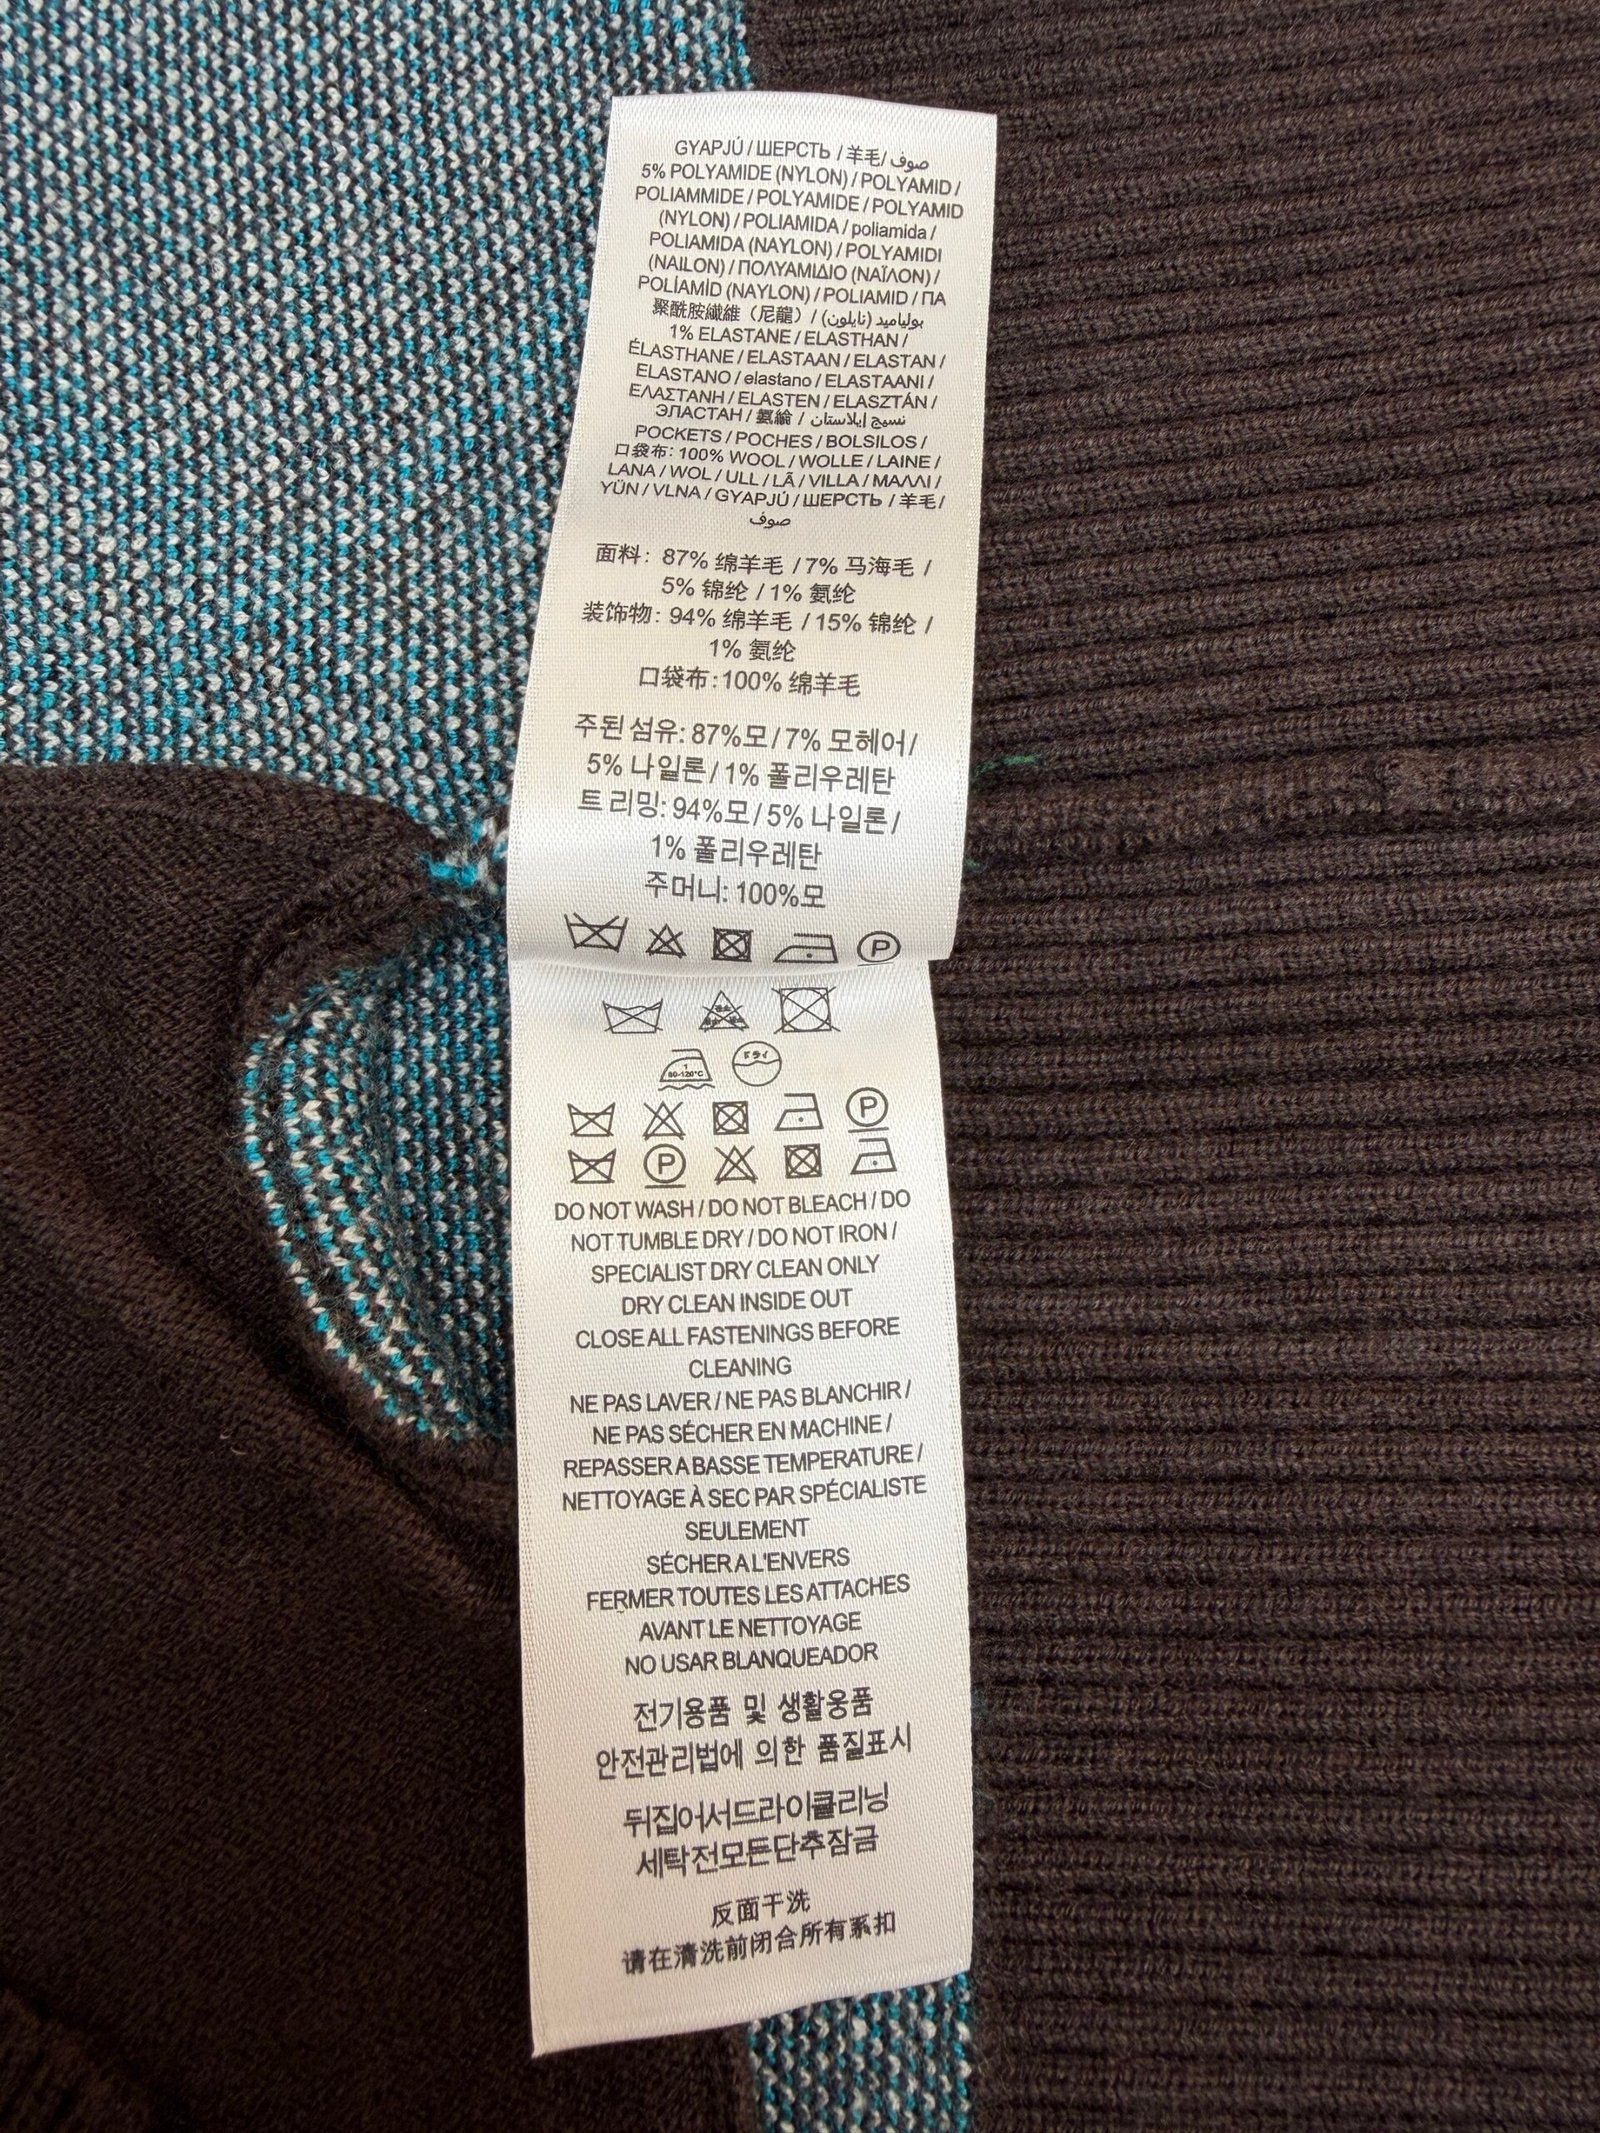 GYAPJÚ / ШЕРСТЬ / 羊毛/ صوف
5% POLYAMIDE (NYLON) / POLYAMID /
POLIAMMIDE / POLYAMIDE / POLYAMID
(NYLON) / POLIAMIDA / poliamida /
POLIAMIDA (NAYLON) / POLYAMIDI
(NAILON) / ΠΟΛΥΑΜΙΔΙΟ (ΝΑΪΛΟΝ) /
POLİAMİD (NAYLON) / POLIAMID / ПА
聚酰胺纖維（尼龍）/ بولياميد (نايلون)
1% ELASTANE / ELASTHAN /
ÉLASTHANE / ELASTAAN / ELASTAN /
ELASTANO / elastano / ELASTAANI /
ΕΛΑΣΤΑΝΗ / ELASTEN / ELASZTÁN /
ЭЛАСТАН / 氨綸 / نسيج إيلاستان
POCKETS / POCHES / BOLSILOS /
口袋布: 100% WOOL / WOLLE / LAINE /
LANA / WOL / ULL / LÃ / VILLA / ΜΑΛΛΙ /
YÜN / VLNA / GYAPJÚ / ШЕРСТЬ / 羊毛 /
صوف
面料: 87% 绵羊毛 / 7% 马海毛 /
5% 锦纶 / 1% 氨纶
装饰物: 94% 绵羊毛 / 15% 锦纶 /
1% 氨纶
口袋布:100% 绵羊毛
주된 섬유: 87%모 / 7% 모헤어 /
5% 나일론 / 1% 폴리우레탄
트리밍: 94%모 / 5% 나일론 /
1% 폴리우레탄
주머니: 100%모
P
80-120°C ドライ
P
P
DO NOT WASH / DO NOT BLEACH / DO
NOT TUMBLE DRY / DO NOT IRON /
SPECIALIST DRY CLEAN ONLY
DRY CLEAN INSIDE OUT
CLOSE ALL FASTENINGS BEFORE
CLEANING
NE PAS LAVER / NE PAS BLANCHIR /
NE PAS SÉCHER EN MACHINE /
REPASSER A BASSE TEMPERATURE /
NETTOYAGE À SEC PAR SPÉCIALISTE
SEULEMENT
SÉCHER A L'ENVERS
FERMER TOUTES LES ATTACHES
AVANT LE NETTOYAGE
NO USAR BLANQUEADOR
전기용품 및 생활용품
안전관리법에 의한 품질표시
뒤집어서드라이클리닝
세탁전모든단추잠금
反面干洗
请在清洗前闭合所有系扣